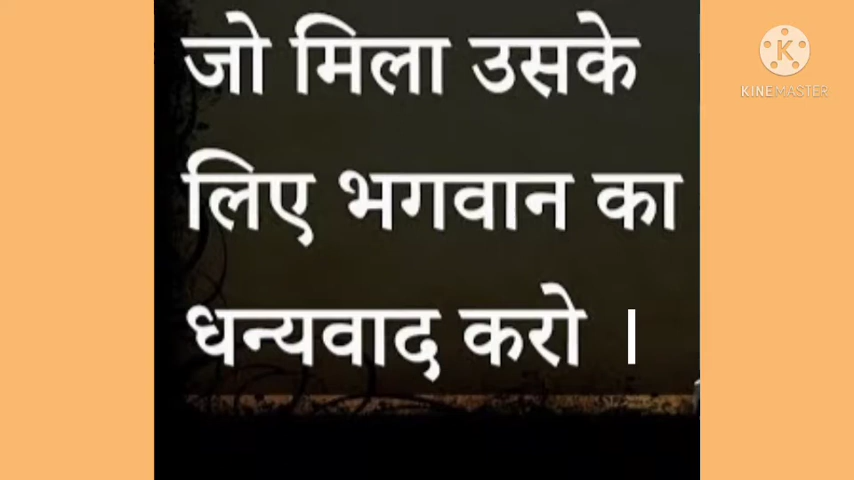 जो मिला उसके
लिए भगवान का
धन्यवाद करो ।
KINEMASTER